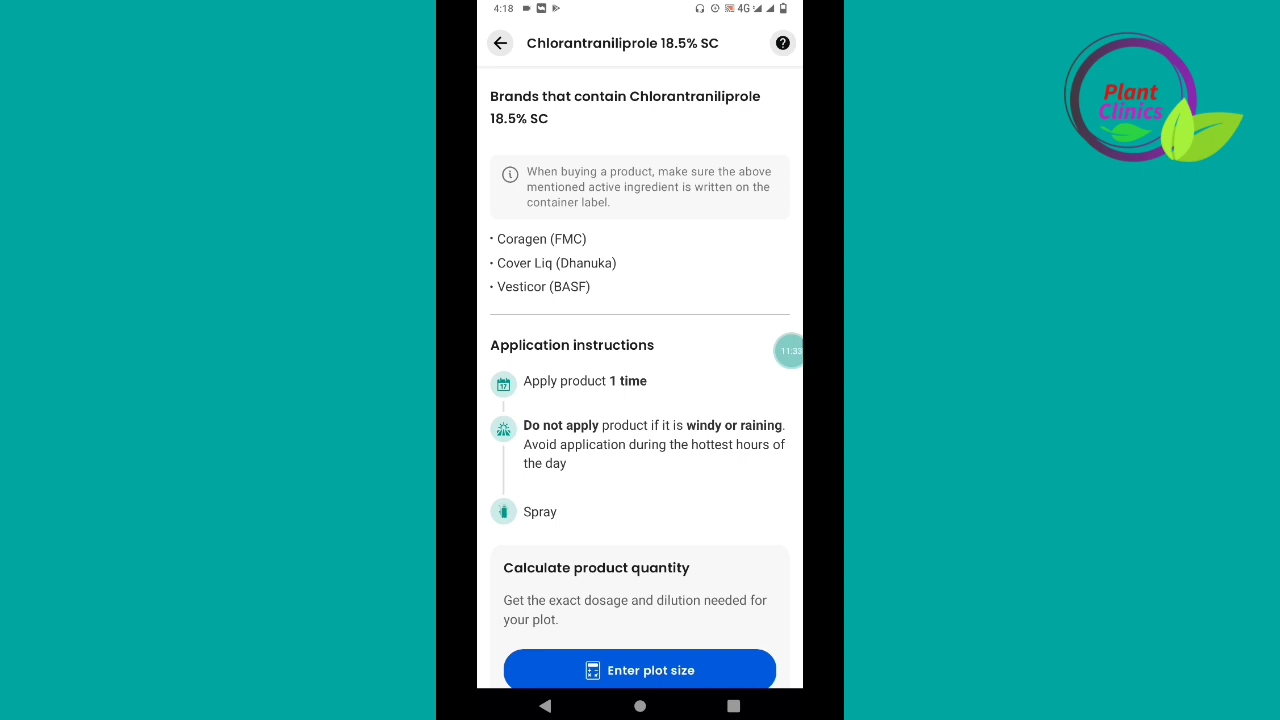 4:18
4G
Chlorantraniliprole 18.5% SC
Plant
Clinics
Brands that contain Chlorantraniliprole
18.5% SC
When buying a product, make sure the above
mentioned active ingredient is written on the
container label.
• Coragen (FMC)
• Cover Liq (Dhanuka)
• Vesticor (BASF)
Application instructions
11:33
17
Apply product 1 time
Do not apply product if it is windy or raining.
Avoid application during the hottest hours of
the day
Spray
Calculate product quantity
Get the exact dosage and dilution needed for
your plot.
Enter plot size